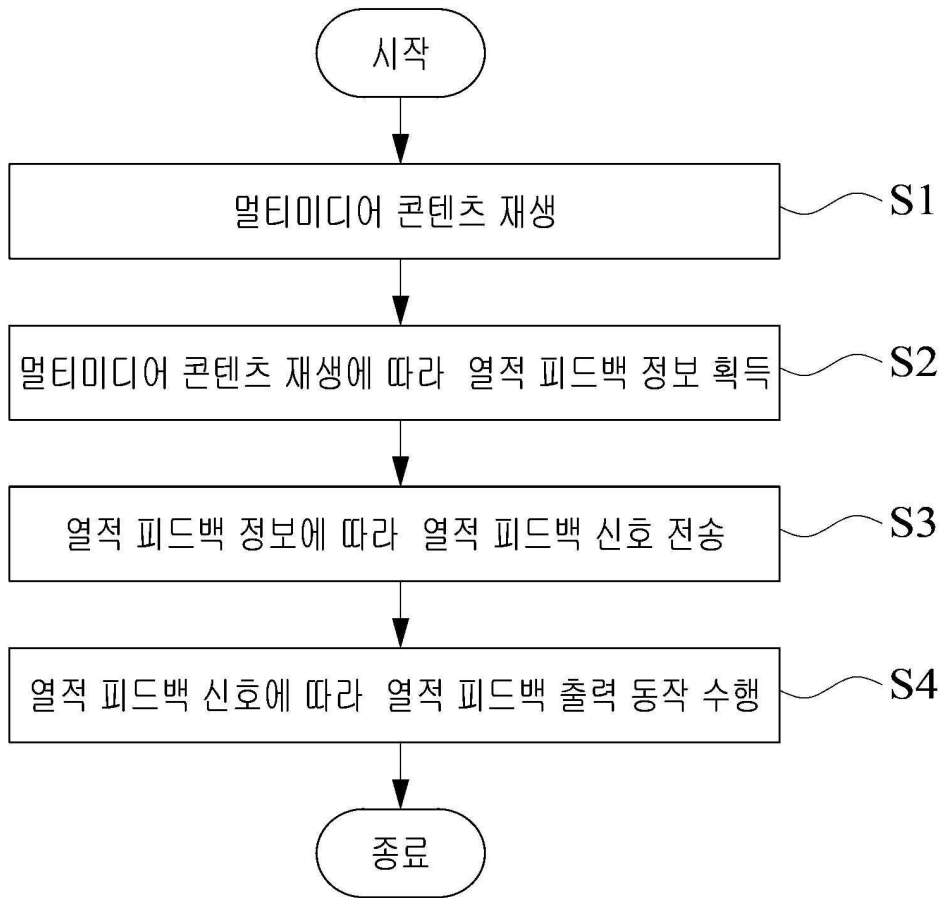 시작
멀티미디어 콘텐츠 재생 S1
멀티미디어 콘텐츠 재생에 따라 열적 피드백 정보 획득 S2
열적 피드백 정보에 따라 열적 피드백 신호 전송 S3
열적 피드백 신호에 따라 열적 피드백 출력 동작 수행 S4
종료